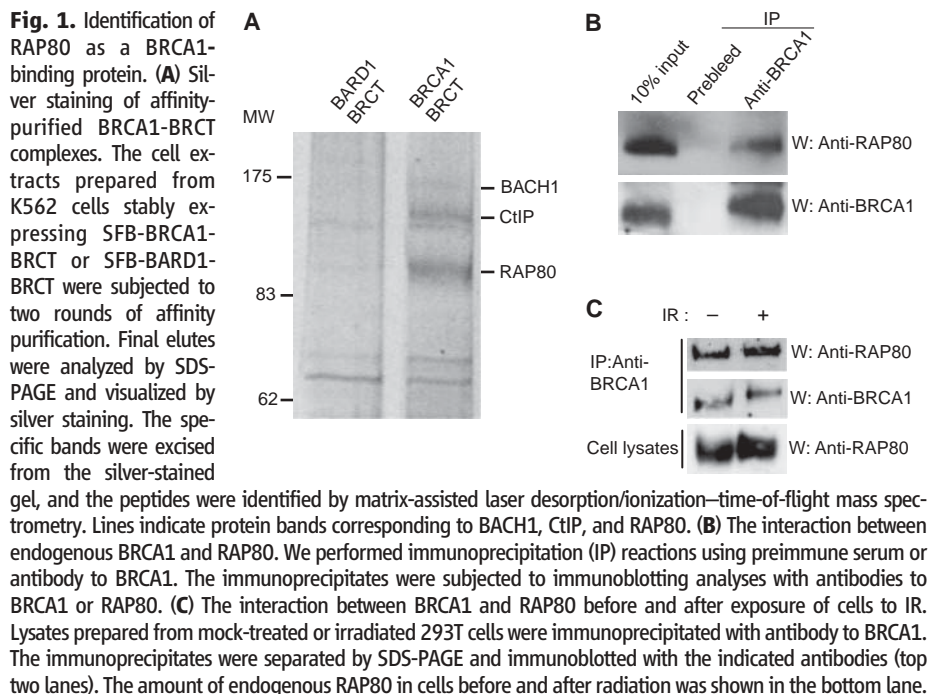 Fig. 1. Identification of
RAP80 as a BRCA1-
binding protein. (A) Sil-
ver staining of affinity-
purified BRCA1-BRCT
complexes. The cell ex-
tracts prepared from
K562 cells stably ex-
pressing SFB-BRCA1-
BRCT or SFB-BARD1-
BRCT were subjected to
two rounds of affinity
purification. Final elutes
were analyzed by SDS-
PAGE and visualized by
silver staining. The spe-
cific bands were excised
from the silver-stained
gel, and the peptides were identified by matrix-assisted laser desorption/ionization–time-of-flight mass spec-
trometry. Lines indicate protein bands corresponding to BACH1, CtIP, and RAP80. (B) The interaction between
endogenous BRCA1 and RAP80. We performed immunoprecipitation (IP) reactions using preimmune serum or
antibody to BRCA1. The immunoprecipitates were subjected to immunoblotting analyses with antibodies to
BRCA1 or RAP80. (C) The interaction between BRCA1 and RAP80 before and after exposure of cells to IR.
Lysates prepared from mock-treated or irradiated 293T cells were immunoprecipitated with antibody to BRCA1.
The immunoprecipitates were separated by SDS-PAGE and immunoblotted with the indicated antibodies (top
two lanes). The amount of endogenous RAP80 in cells before and after radiation was shown in the bottom lane.
A
BARD1
BRCT
BRCA1
BRCT
MW
175
83
62
BACH1
CtIP
RAP80
B
IP
10% input
Prebleed
Anti-BRCA1
W: Anti-RAP80
W: Anti-BRCA1
C
IR : – +
IP:Anti-
BRCA1
W: Anti-RAP80
W: Anti-BRCA1
Cell lysates
W: Anti-RAP80